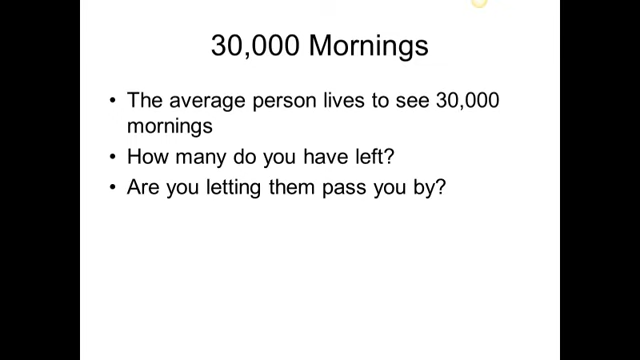 30,000 Mornings
• The average person lives to see 30,000
mornings
• How many do you have left?
• Are you letting them pass you by?